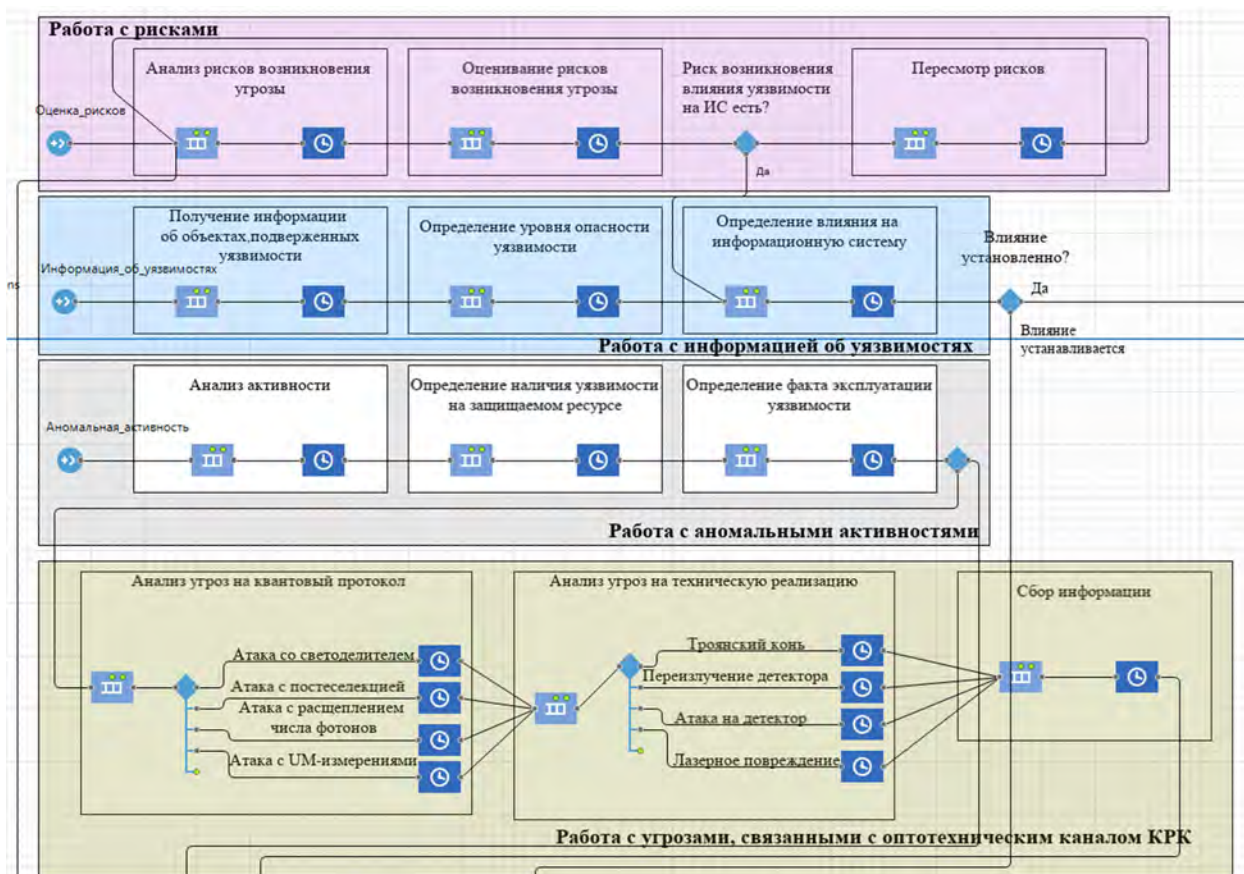 Работа с рисками
Анализ рисков возникновения
угрозы
Оценивание рисков
возникновения угрозы
Риск возникновения
влияния уязвимости
на ИС есть?
Пересмотр рисков
Оценка_рисков
Да
Получение информации
об объектах,подверженных
уязвимости
Определение уровня опасности
уязвимости
Определение влияния на
информационную систему
Влияние
установленно?
Информация_об_уязвимостях
ns
Да
Влияние
устанавливается
Работа с информацией об уязвимостях
Анализ активности
Определение наличия уязвимости
на защищаемом ресурсе
Определение факта эксплуатации
уязвимости
Аномальная_активность
Работа с аномальными активностями
Анализ угроз на квантовый протокол
Анализ угроз на техническую реализацию
Сбор информации
Атака со светоделителем
Атака с постеселекцией
Атака с расщеплением
числа фотонов
Атака с UM-измерениями
Троянский конь
Переизлучение детектора
Атака на детектор
Лазерное повреждение
Работа с угрозами, связанными с оптотехническим каналом КРК